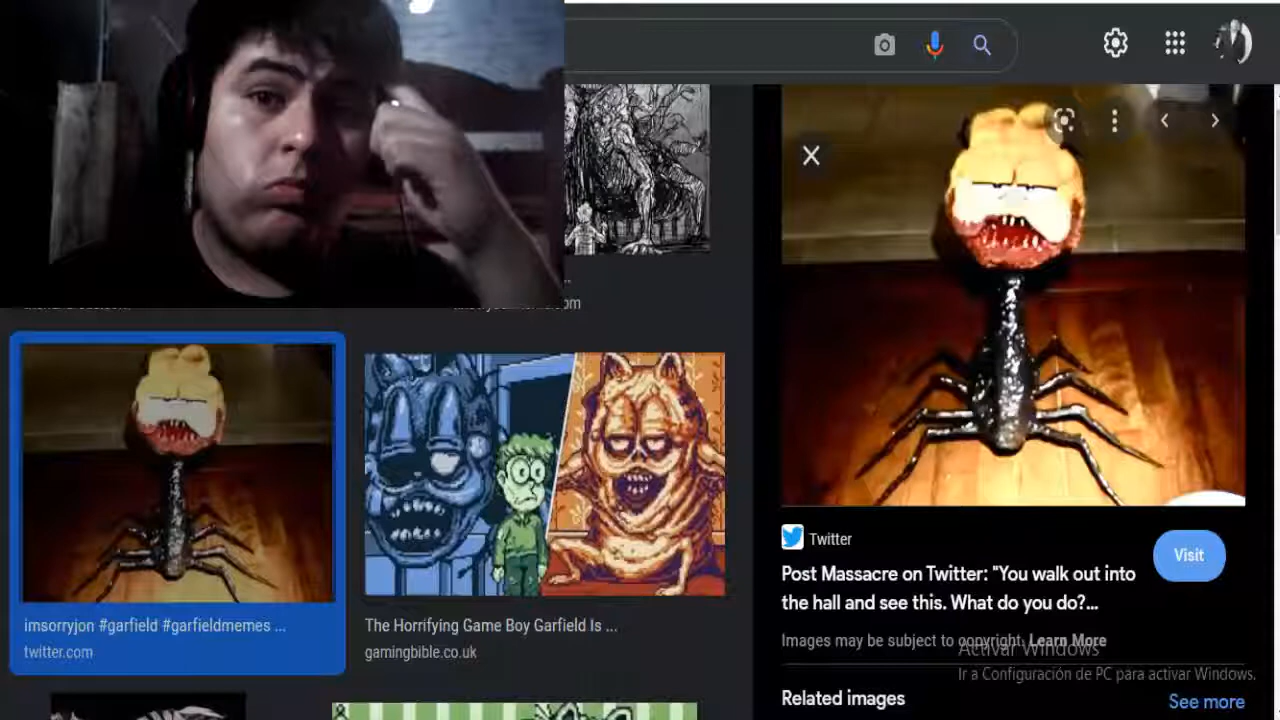 Twitter
Visit
Post Massacre on Twitter: "You walk out into
the hall and see this. What do you do?...
Images may be subject to copyright. Learn More
Activar Windows
Ir a Configuración de PC para activar Windows.
Related images
See more
imsorryjon #garfield #garfieldmemes ...
twitter.com
The Horrifying Game Boy Garfield Is ...
gamingbible.co.uk